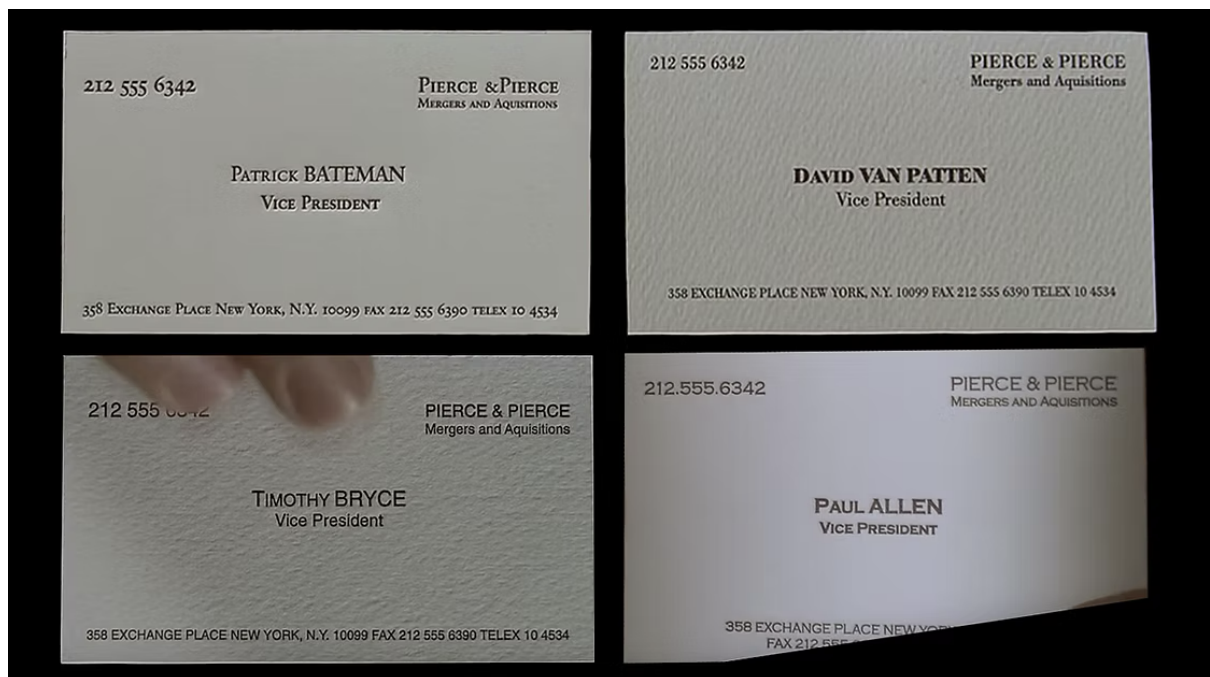 212 555 6342
PIERCE &PIERCE
MERGERS AND AQUISITIONS
PATRICK BATEMAN
VICE PRESIDENT
358 EXCHANGE PLACE NEW YORK, N.Y. 10099 FAX 212 555 6390 TELEX 10 4534
212 555 6342
PIERCE & PIERCE
Mergers and Aquisitions
DAVID VAN PATTEN
Vice President
358 EXCHANGE PLACE NEW YORK, N.Y. 10099 FAX 212 555 6390 TELEX 10 4534
212 555
PIERCE & PIERCE
Mergers and Aquisitions
TIMOTHY BRYCE
Vice President
358 EXCHANGE PLACE NEW YORK, N.Y. 10099 FAX 212 555 6390 TELEX 10 4534
212.555.6342
PIERCE & PIERCE
MERGERS AND AQUISITIONS
PAUL ALLEN
VICE PRESIDENT
358 EXCHANGE PLACE NEW
FAX